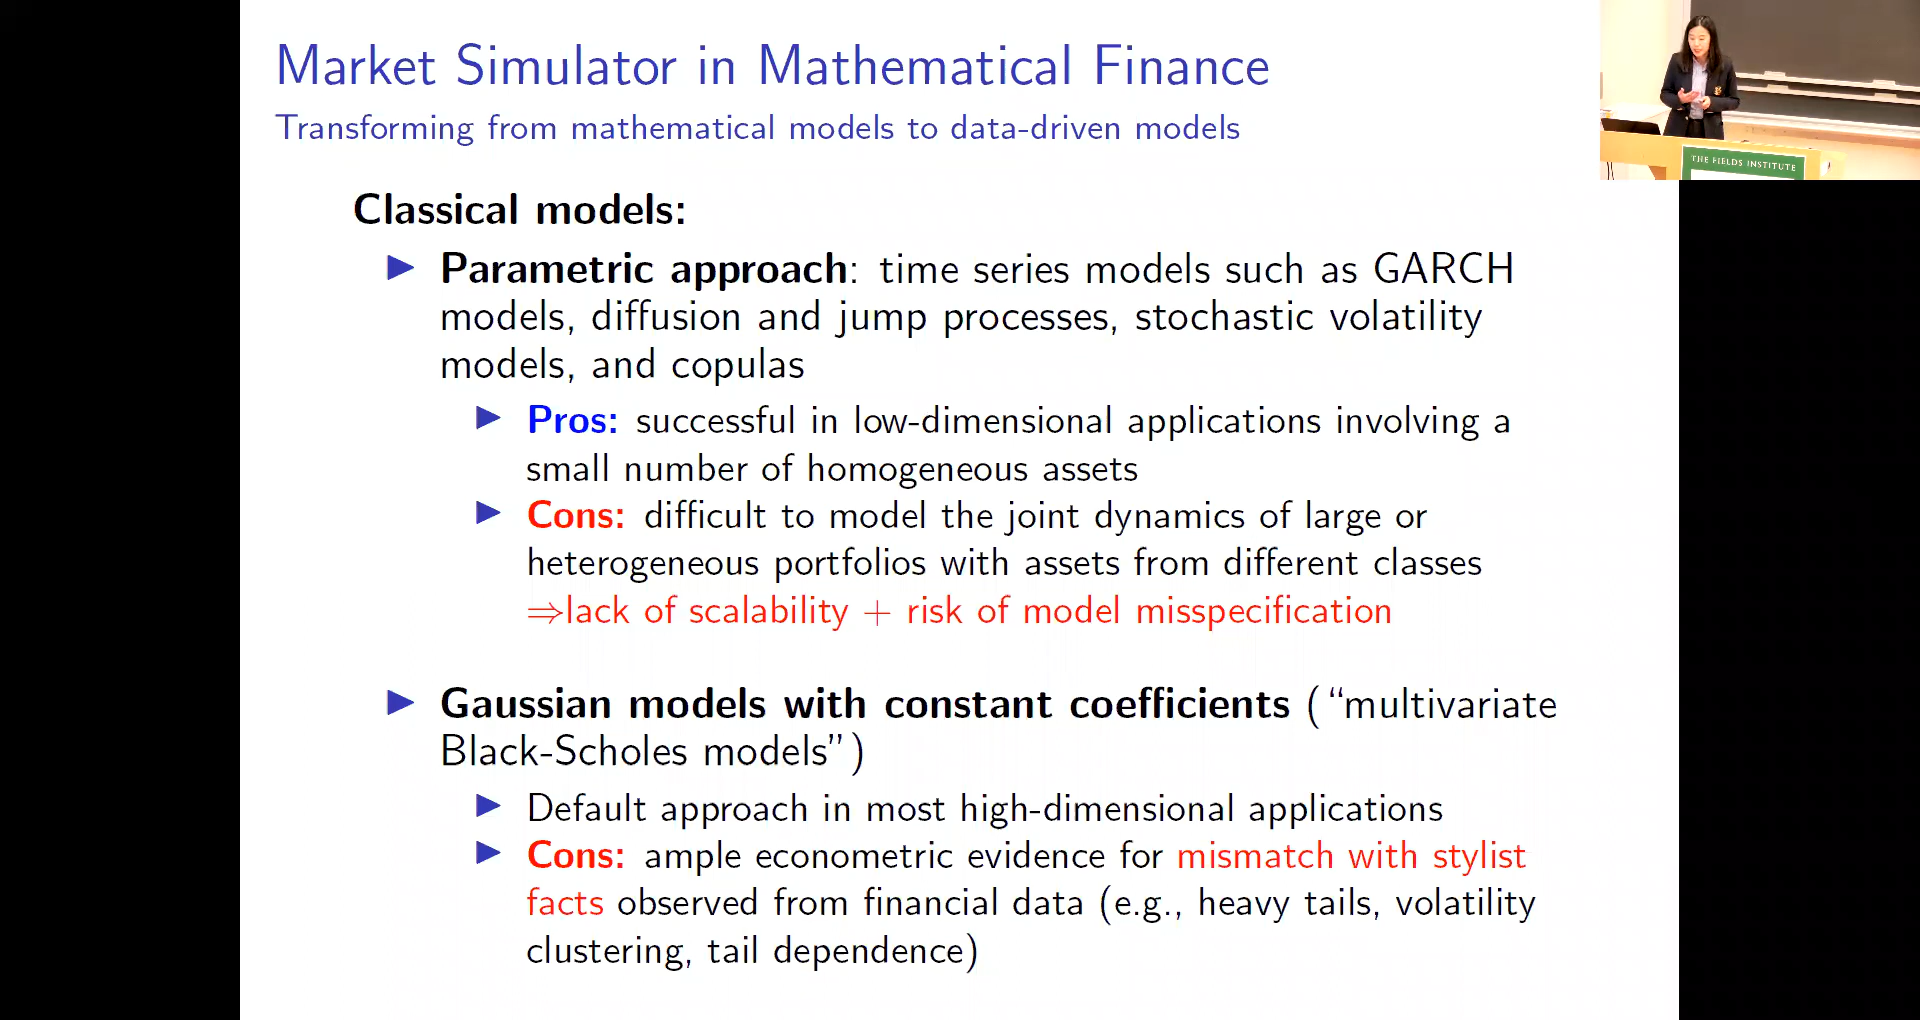 Market Simulator in Mathematical Finance
Transforming from mathematical models to data-driven models
THE FIELDS INSTITUTE
Classical models:
▶ Parametric approach: time series models such as GARCH
models, diffusion and jump processes, stochastic volatility
models, and copulas
▶ Pros: successful in low-dimensional applications involving a
small number of homogeneous assets
▶ Cons: difficult to model the joint dynamics of large or
heterogeneous portfolios with assets from different classes
⇒lack of scalability + risk of model misspecification
▶ Gaussian models with constant coefficients (“multivariate
Black-Scholes models”)
▶ Default approach in most high-dimensional applications
▶ Cons: ample econometric evidence for mismatch with stylist
facts observed from financial data (e.g., heavy tails, volatility
clustering, tail dependence)